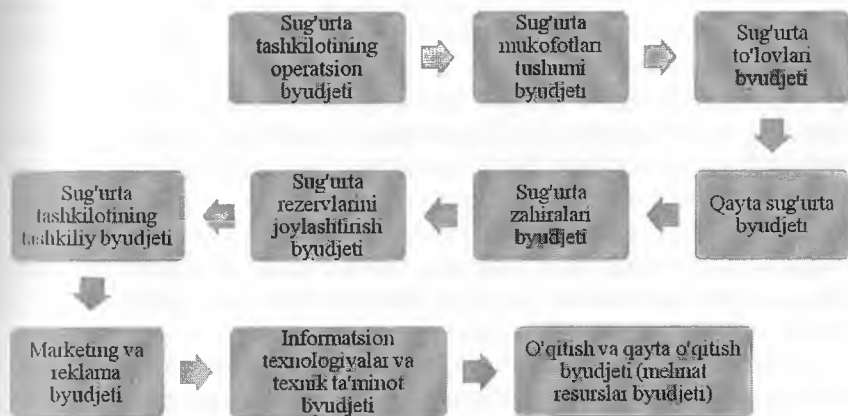 Sug'urta
tashkilotining
operatsion
byudjeti
Sug'urta
mukofotlari
tushumi
byudjeti
Sug'urta
to'lovlari
byudjeti
Qayta sug'urta
byudjeti
Sug'urta
zahiralari
byudjeti
Sug'urta
rezervlarini
joylashtirish
byudjeti
Sug'urta
tashkilotining
tashkiliy byudjeti
Marketing va
reklama
byudjeti
Informatsion
texnologiyalar va
texnik ta'minot
byudjeti
O'qitish va qayta o'qitish
byudjeti (mehnat
resurslar byudjeti)